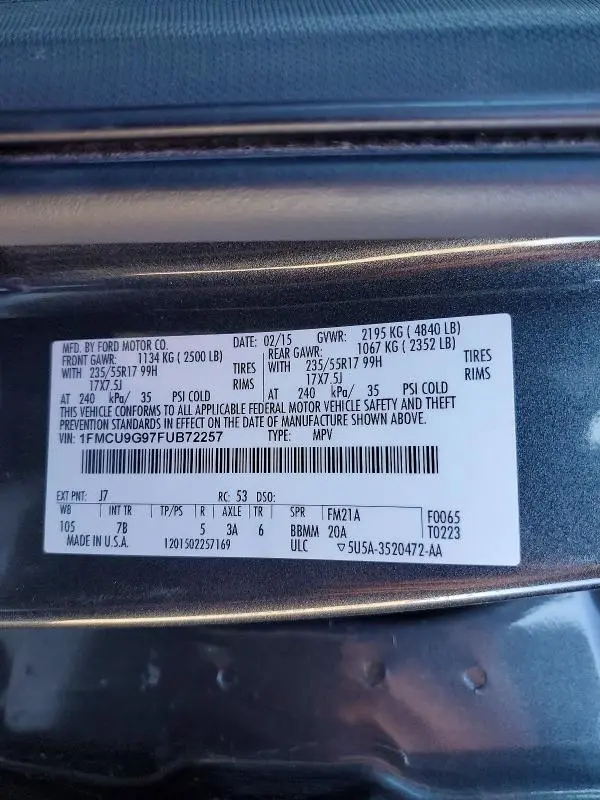 MFD. BY FORD MOTOR CO. DATE: 02/15 GVWR: 2195 KG ( 4840 LB)
FRONT GAWR: 1134 KG ( 2500 LB) REAR GAWR: 1067 KG ( 2352 LB)
WITH 235/55R17 99H TIRES WITH 235/55R17 99H TIRES
17X7.5J RIMS 17X7.5J RIMS
AT 240 kPa/ 35 PSI COLD AT 240 kPa/ 35 PSI COLD
THIS VEHICLE CONFORMS TO ALL APPLICABLE FEDERAL MOTOR VEHICLE SAFETY AND THEFT
PREVENTION STANDARDS IN EFFECT ON THE DATE OF MANUFACTURE SHOWN ABOVE.
VIN: 1FMCU9G97FUB72257 TYPE: MPV
EXT PNT: J7 RC: 53 DSO:
WB INT TR TP/PS R AXLE TR SPR FM21A F0065
105 7B 5 3A 6 BBMM 20A T0223
MADE IN U.S.A. 1201502257169 ULC ▽5U5A-3520472-AA